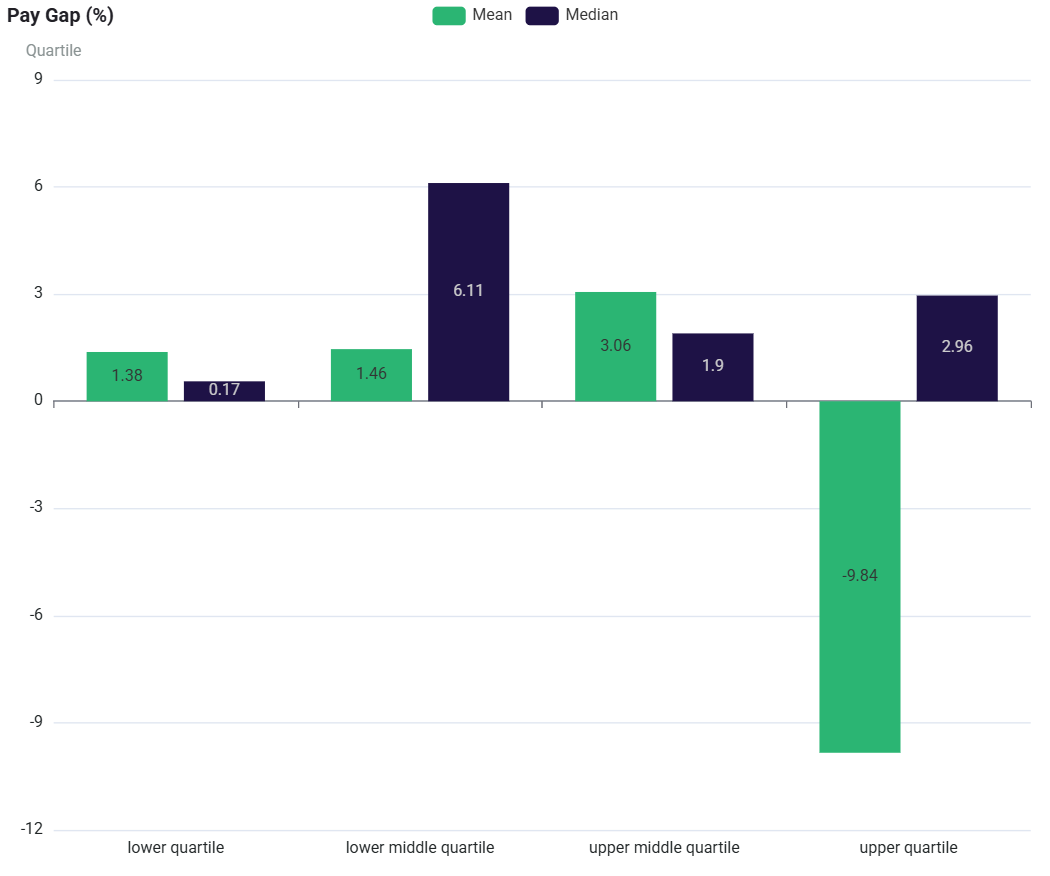 Pay Gap (%)
Mean Median
Quartile
9
6
3
0
-3
-6
-9
-12
1.38
0.17
1.46
6.11
3.06
1.9
-9.84
2.96
lower quartile
lower middle quartile
upper middle quartile
upper quartile